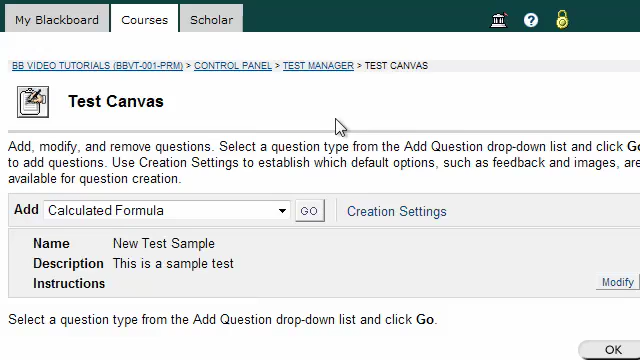 My Blackboard Courses Scholar
BB VIDEO TUTORIALS (BBVT-001-PRM) > CONTROL PANEL > TEST MANAGER > TEST CANVAS
Test Canvas
Add, modify, and remove questions. Select a question type from the Add Question drop-down list and click Go
to add questions. Use Creation Settings to establish which default options, such as feedback and images, are
available for question creation.
Add Calculated Formula GO Creation Settings
Name New Test Sample
Description This is a sample test
Instructions
Modify
Select a question type from the Add Question drop-down list and click Go.
OK